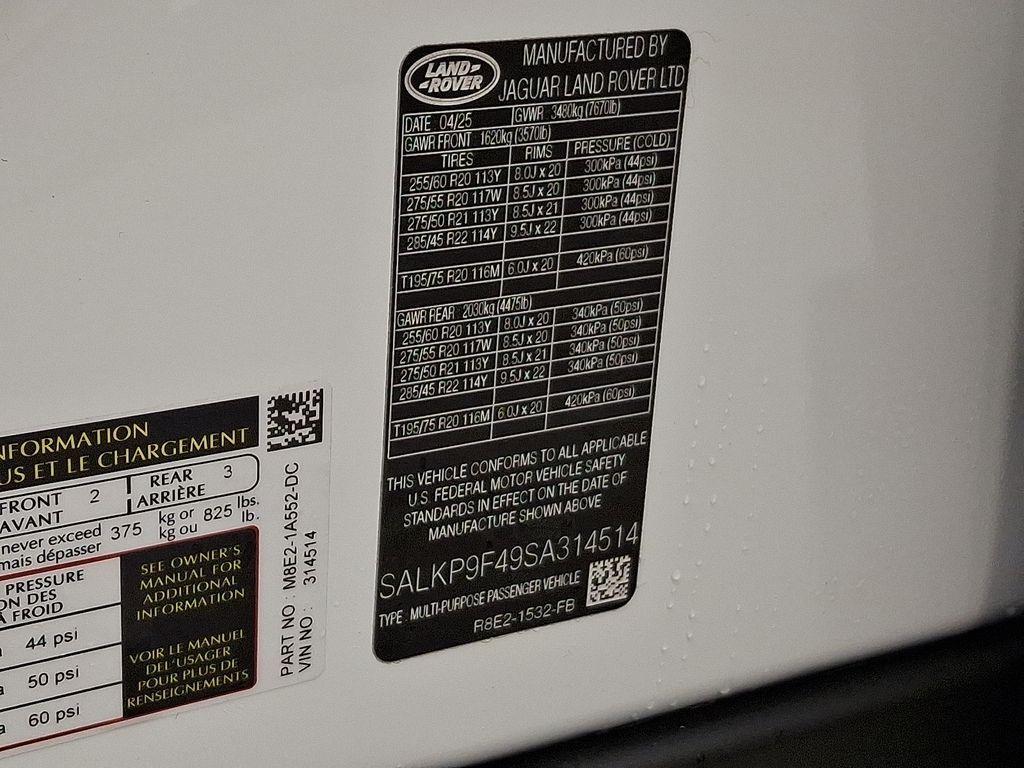 LAND-
-ROVER
MANUFACTURED BY
JAGUAR LAND ROVER LTD
DATE 04/25 GVWR 3480kg (7670lb)
GAWR FRONT 1620kg (3570lb)
TIRES RIMS PRESSURE (COLD)
255/60 R20 113Y 8.0J x 20 300kPa (44psi)
275/55 R20 117W 8.5J x 20 300kPa (44psi)
275/50 R21 113Y 8.5J x 21 300kPa (44psi)
285/45 R22 114Y 9.5J x 22 300kPa (44psi)
T195/75 R20 116M 6.0J x 20 420kPa (60psi)
GAWR REAR 2030kg (4475lb)
255/60 R20 113Y 8.0J x 20 340kPa (50psi)
275/55 R20 117W 8.5J x 20 340kPa (50psi)
275/50 R21 113Y 8.5J x 21 340kPa (50psi)
285/45 R22 114Y 9.5J x 22 340kPa (50psi)
T195/75 R20 116M 6.0J x 20 420kPa (60psi)
THIS VEHICLE CONFORMS TO ALL APPLICABLE
U.S. FEDERAL MOTOR VEHICLE SAFETY
STANDARDS IN EFFECT ON THE DATE OF
MANUFACTURE SHOWN ABOVE
SALKP9F49SA314514
TYPE : MULTI-PURPOSE PASSENGER VEHICLE
R8E2-1532-FB
NFORMATION
US ET LE CHARGEMENT
FRONT 2 REAR 3
AVANT ARRIÈRE
never exceed 375 kg or 825 lbs.
mais dépasser kg ou lb.
PRESSURE
ON DES
À FROID
44 psi
50 psi
60 psi
SEE OWNER'S
MANUAL FOR
ADDITIONAL
INFORMATION
VOIR LE MANUEL
DEL'USAGER
POUR PLUS DE
RENSEIGNEMENTS
PART NO : M8E2-1A552-DC
VIN NO : 314514